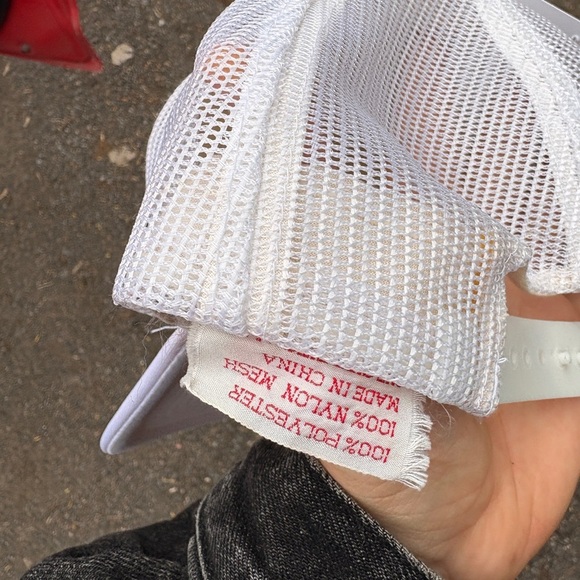 100% POLYESTER
100% NYLON MESH
MADE IN CHINA